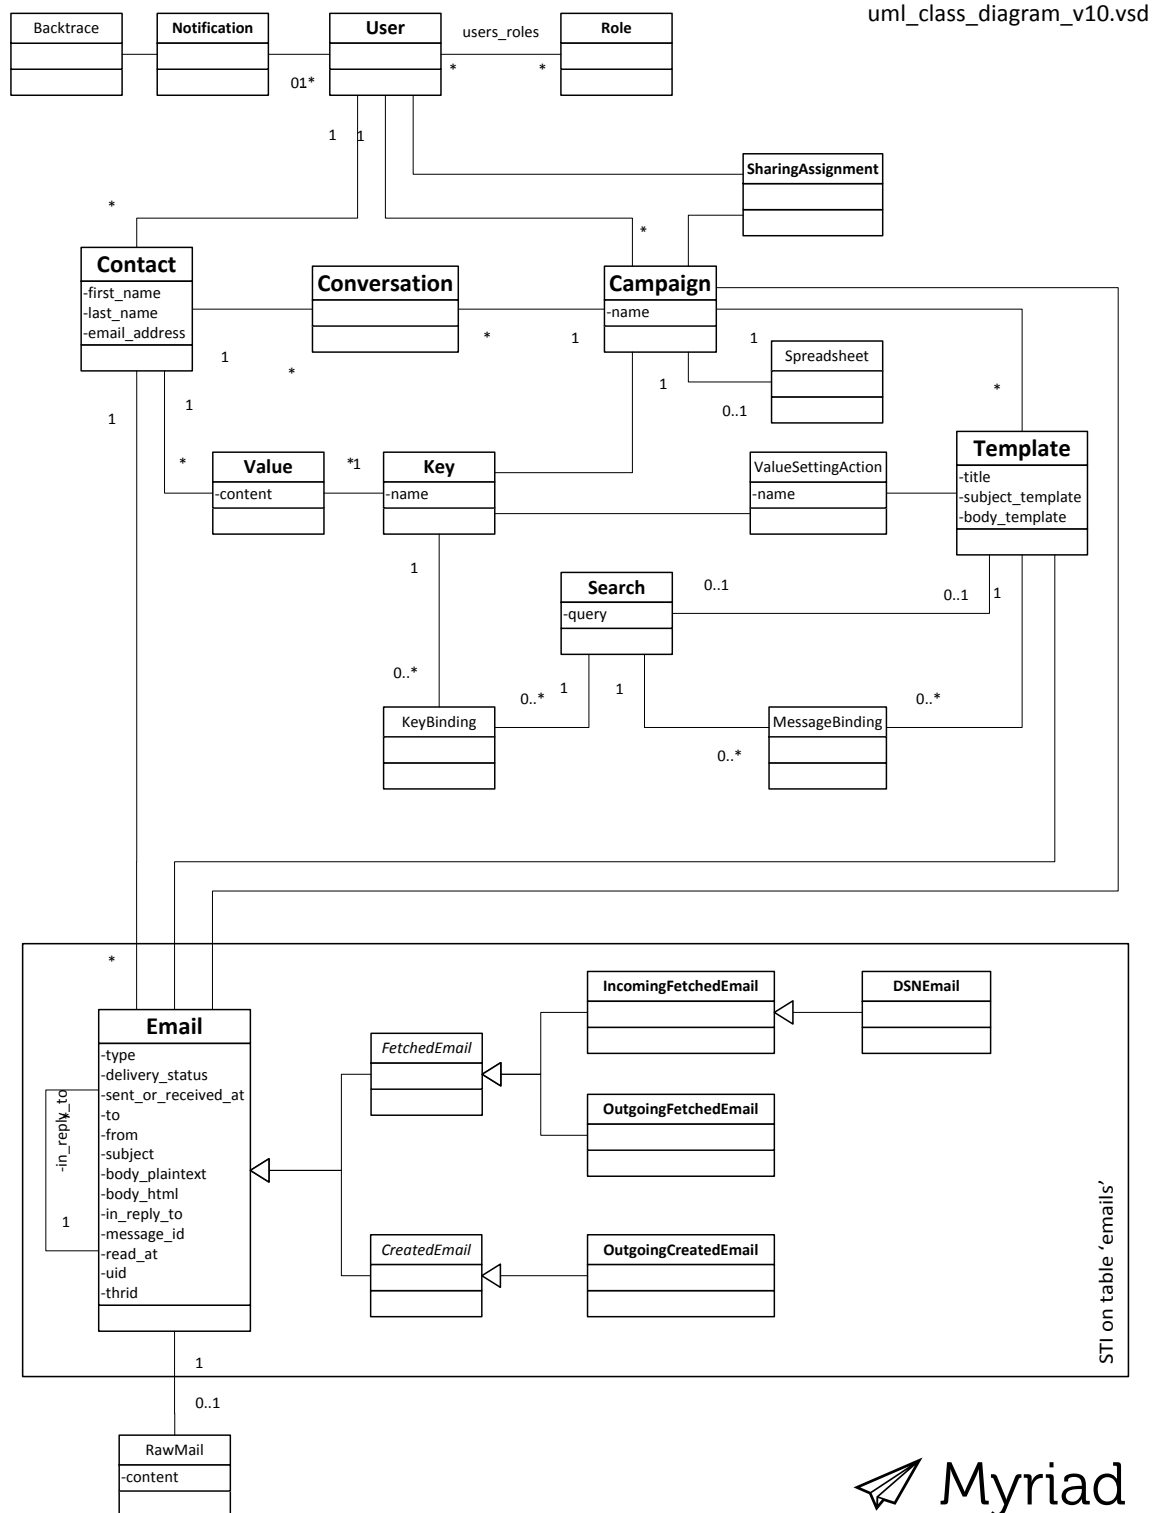 uml_class_diagram_v10.vsd
Backtrace
Notification
User
users_roles
Role
01*
*
*
1
1
SharingAssignment
*
*
Contact
-first_name
-last_name
-email_address
Conversation
Campaign
-name
1
*
*
1
1
Spreadsheet
1
0..1
*
1
1
*
Value
-content
*1
Key
-name
ValueSettingAction
-name
Template
-title
-subject_template
-body_template
1
Search
-query
0..1
0..1
1
0..*
0..*
1
1
0..*
KeyBinding
MessageBinding
0..*
*
Email
-type
-delivery_status
-sent_or_received_at
-to
-from
-subject
-body_plaintext
-body_html
-in_reply_to
-message_id
-read_at
-uid
-thrid
-in_reply_to
1
FetchedEmail
IncomingFetchedEmail
DSNEmail
OutgoingFetchedEmail
CreatedEmail
OutgoingCreatedEmail
STI on table ‘emails’
1
0..1
RawMail
-content
Myriad